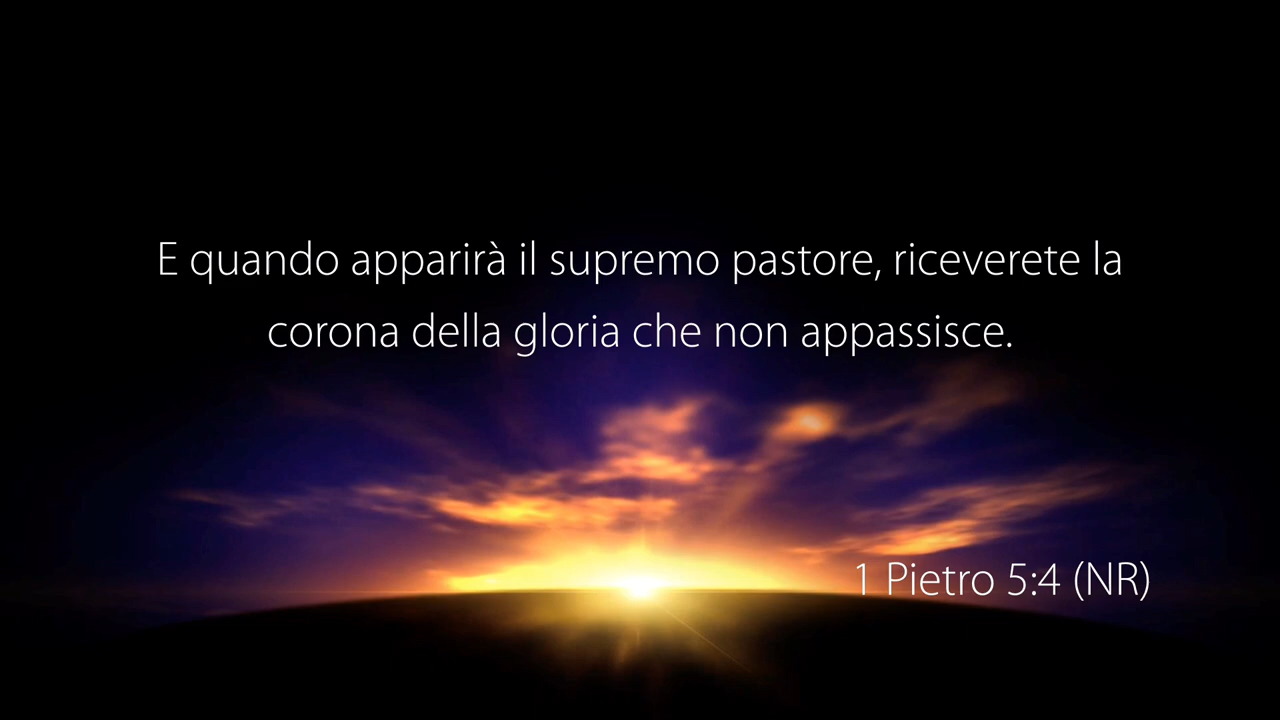 E quando apparirà il supremo pastore, riceverete la
corona della gloria che non appassisce.
1 Pietro 5:4 (NR)